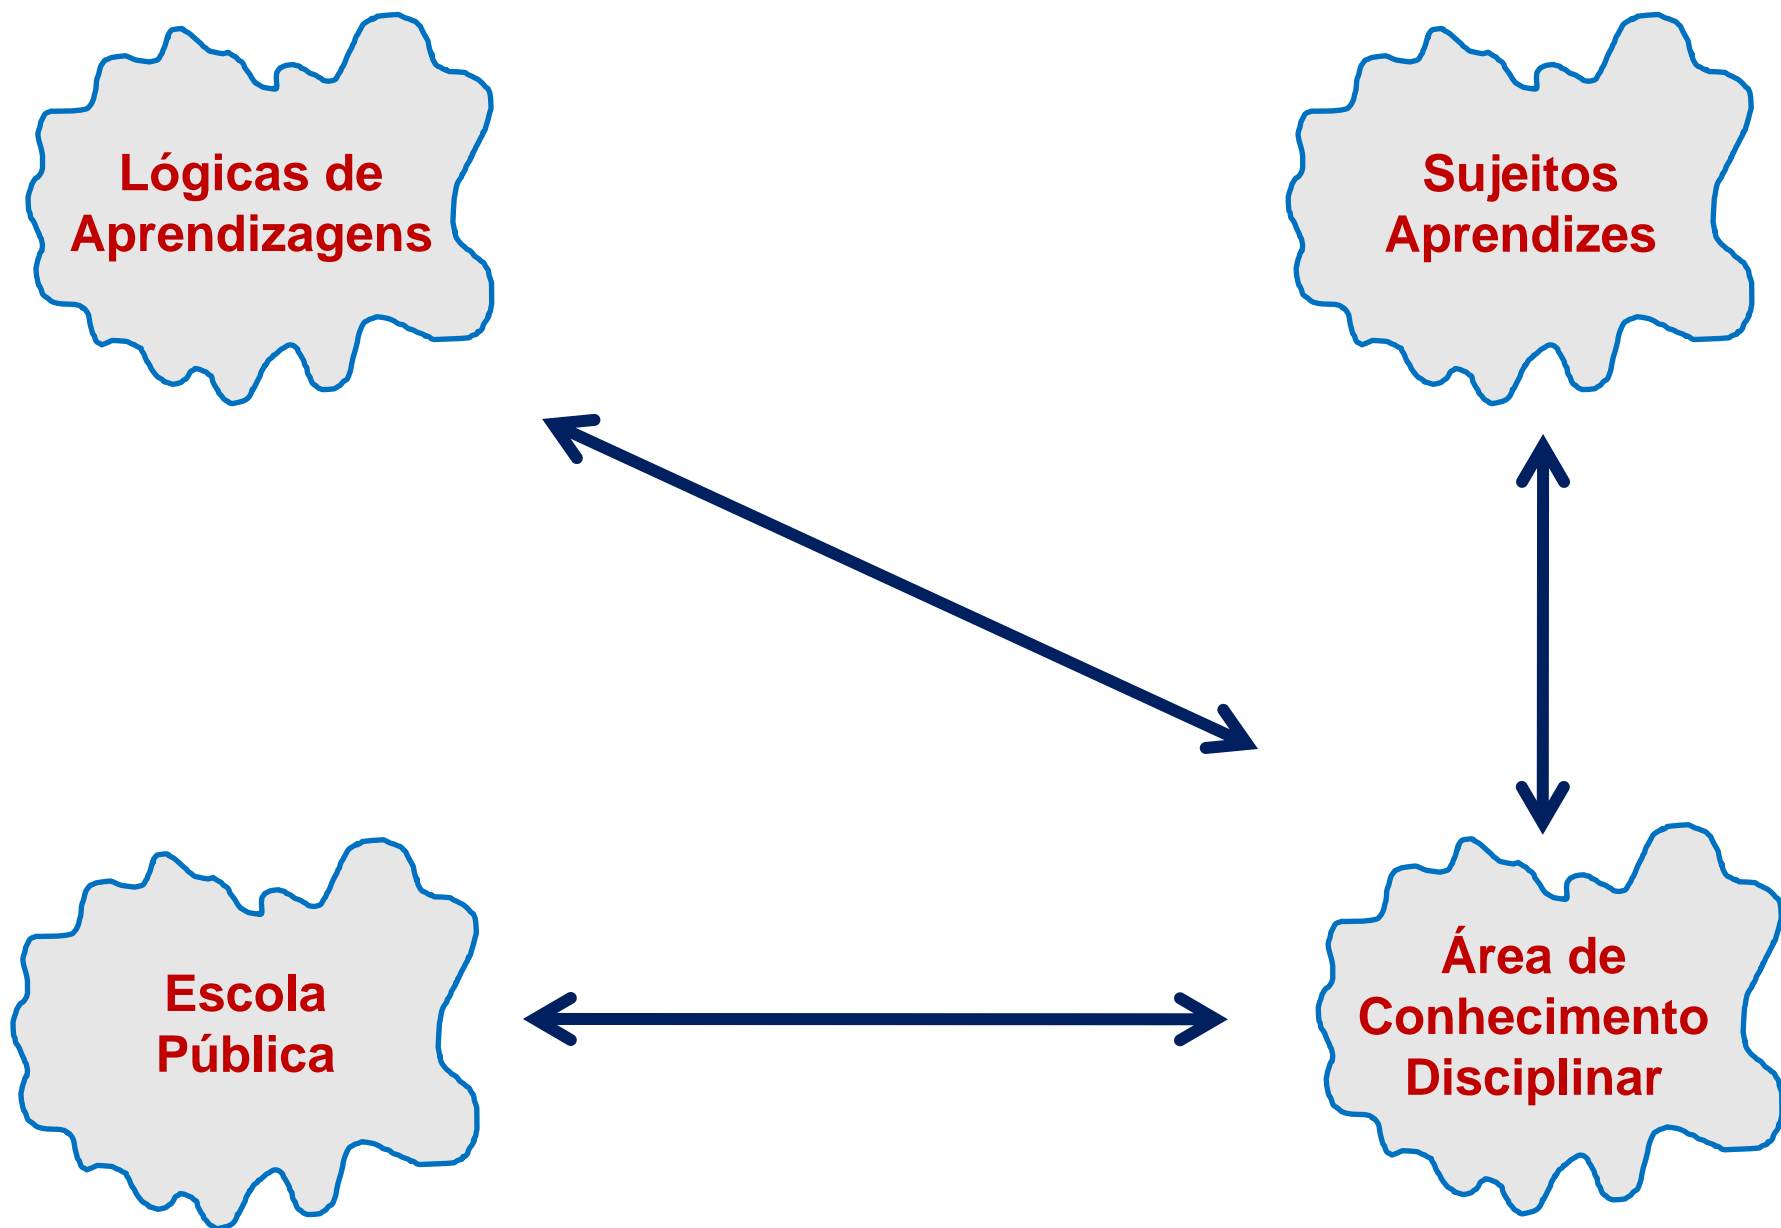 Lógicas de
Aprendizagens
Sujeitos
Aprendizes
Escola
Pública
Área de
Conhecimento
Disciplinar